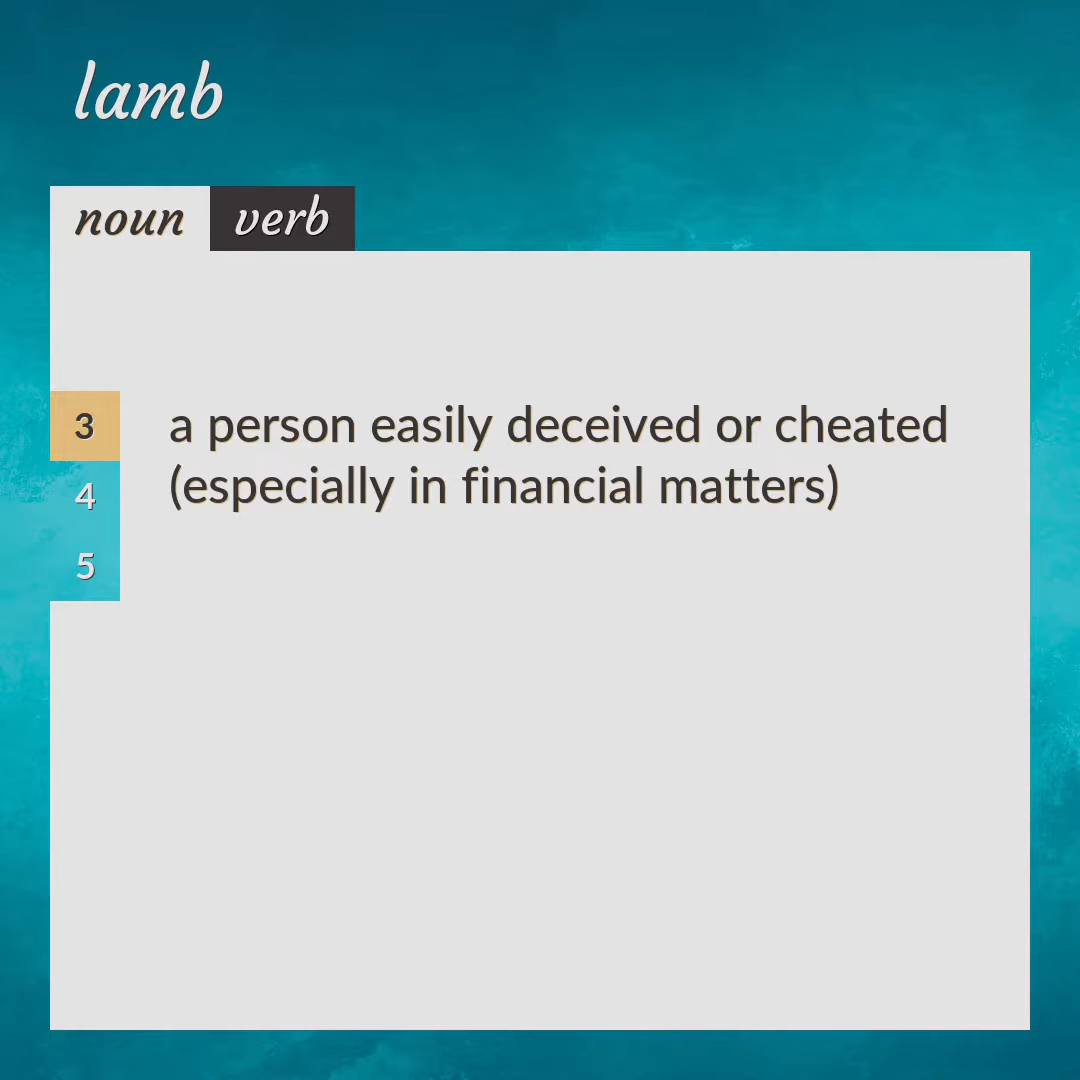 lamb
noun verb
3 a person easily deceived or cheated
(especially in financial matters)
4
5